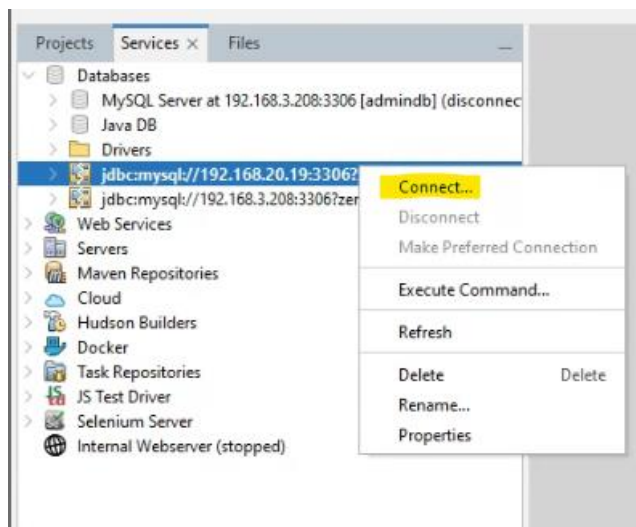 Projects Services × Files
Databases
MySQL Server at 192.168.3.208:3306 [admindb] (disconnec
Java DB
Drivers
jdbc:mysql://192.168.20.19:3306?
jdbc:mysql://192.168.3.208:3306?zer
Web Services
Servers
Maven Repositories
Cloud
Hudson Builders
Docker
Task Repositories
JS Test Driver
Selenium Server
Internal Webserver (stopped)
Connect...
Disconnect
Make Preferred Connection
Execute Command...
Refresh
Delete Delete
Rename...
Properties